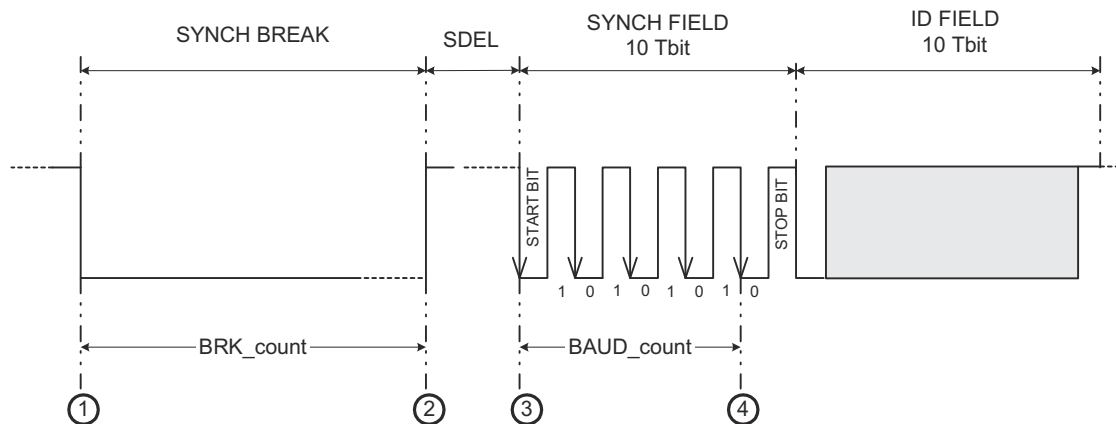 SYNCH BREAK
SDEL
SYNCH FIELD
10 Tbit
ID FIELD
10 Tbit
START BIT
STOP BIT
1 0 1 0 1 0 1 0
BRK_count
BAUD_count
1
2
3
4